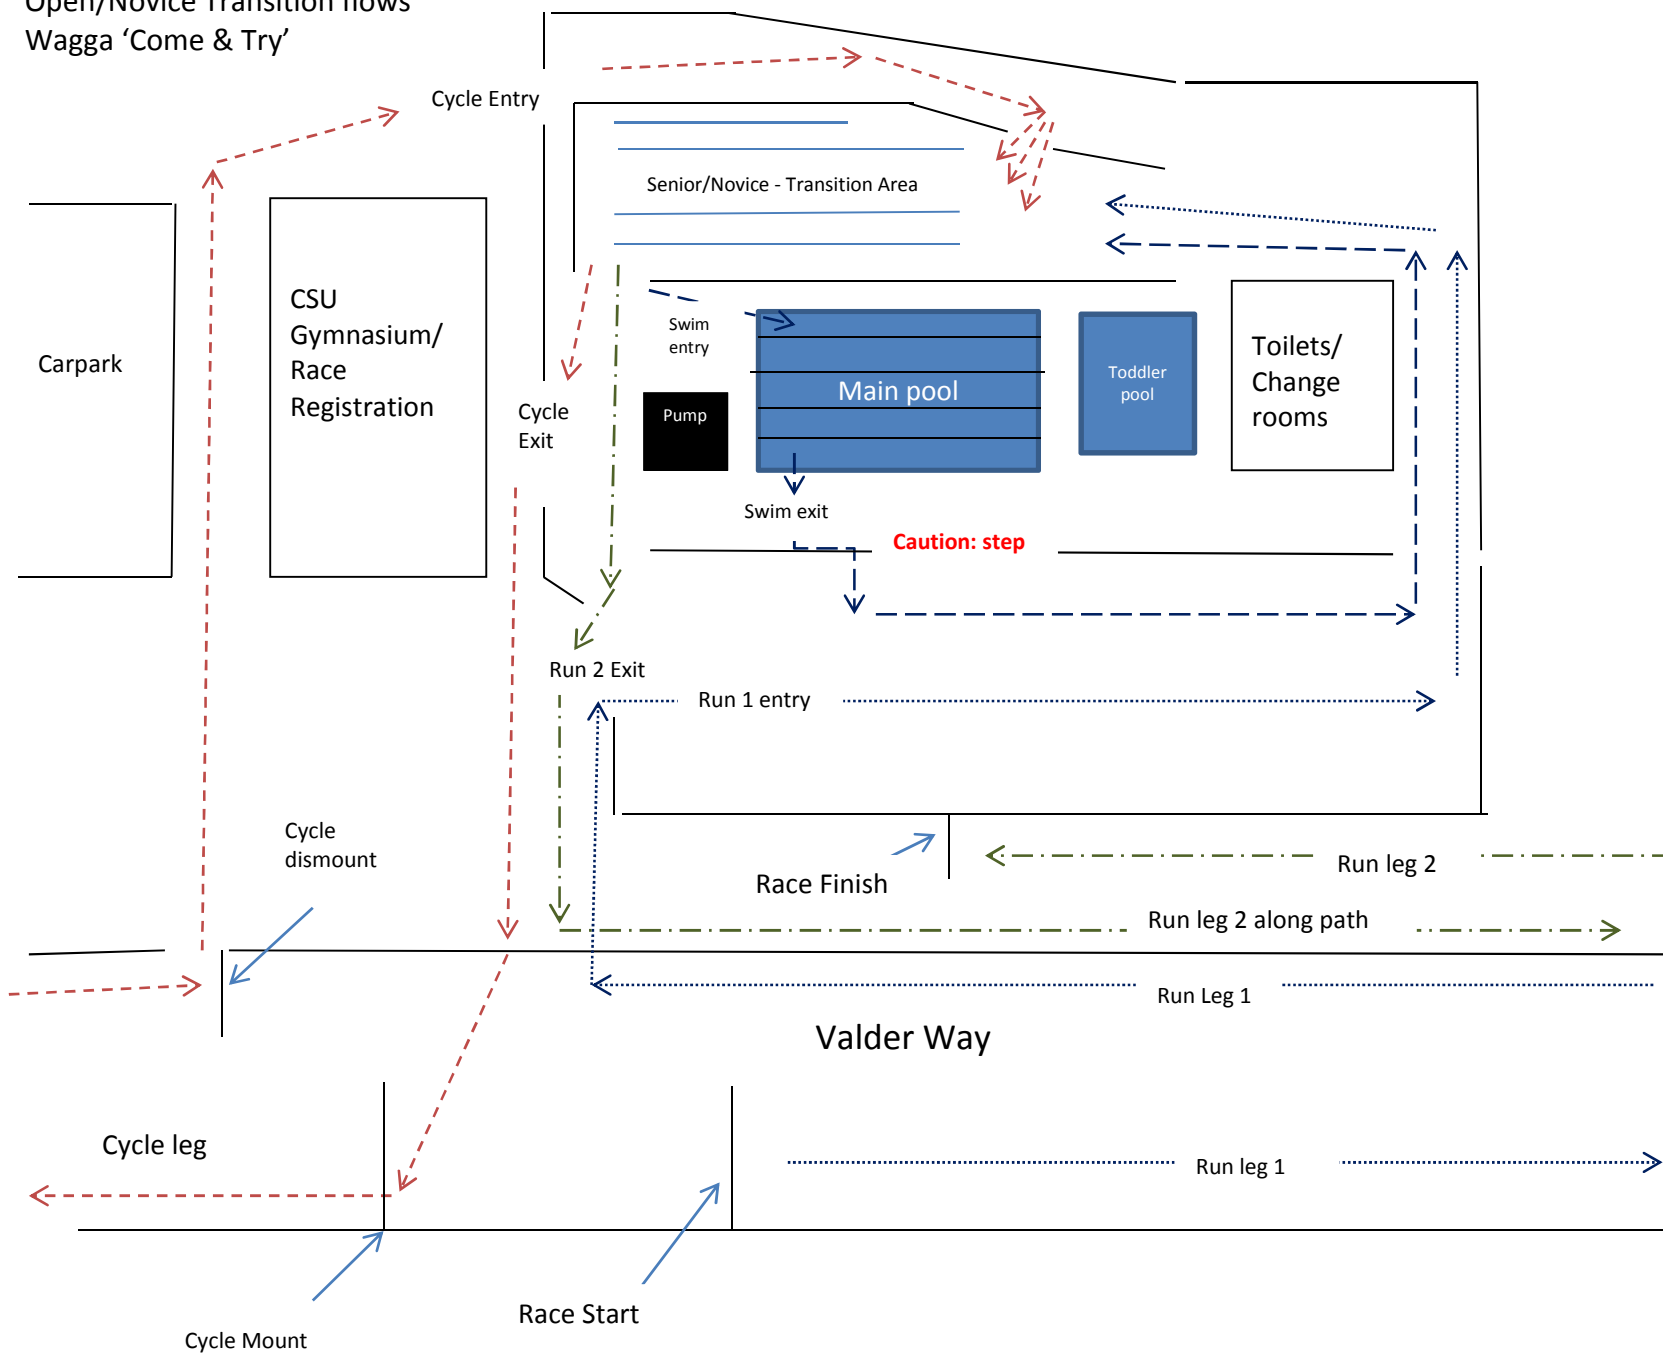 Open/Novice Transition flows
Wagga ‘Come & Try’
Cycle Entry
Senior/Novice - Transition Area
CSU
Gymnasium/
Race
Registration
Carpark
Swim
entry
Main pool
Toddler
pool
Toilets/
Change
rooms
Cycle
Exit
Pump
Swim exit
Caution: step
Run 2 Exit
Run 1 entry
Cycle
dismount
Race Finish
Run leg 2
Run leg 2 along path
Run Leg 1
Valder Way
Cycle leg
Run leg 1
Race Start
Cycle Mount